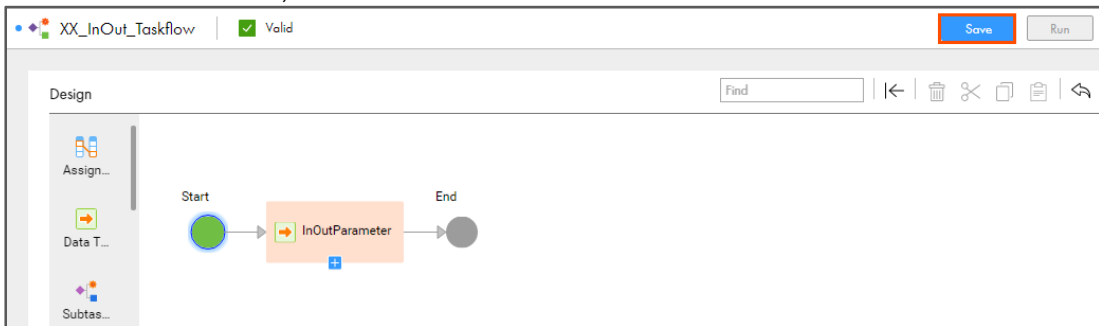 XX_InOut_Taskflow Valid Save Run
Design Find
Assign...
Start End
InOutParameter
Data T...
Subtas...